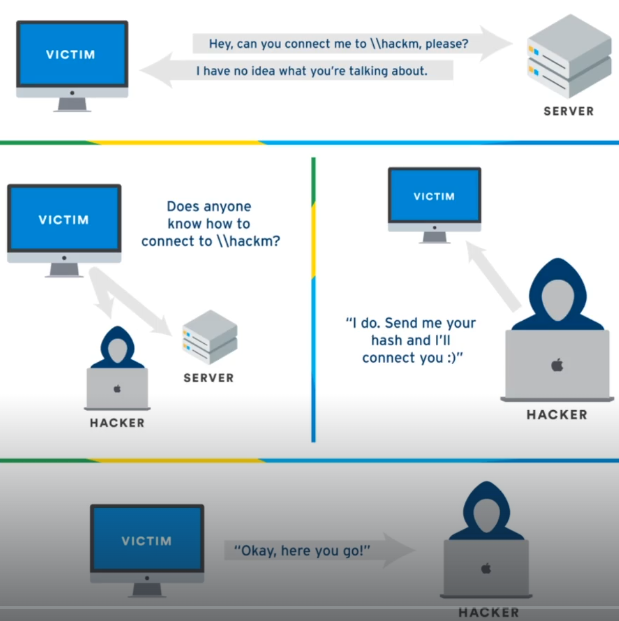 VICTIM
Hey, can you connect me to \\hackm, please?
I have no idea what you're talking about.
SERVER
VICTIM
Does anyone
know how to
connect to \\hackm?
SERVER
HACKER
VICTIM
"I do. Send me your
hash and I'll
connect you :)"
HACKER
VICTIM
"Okay, here you go!"
HACKER